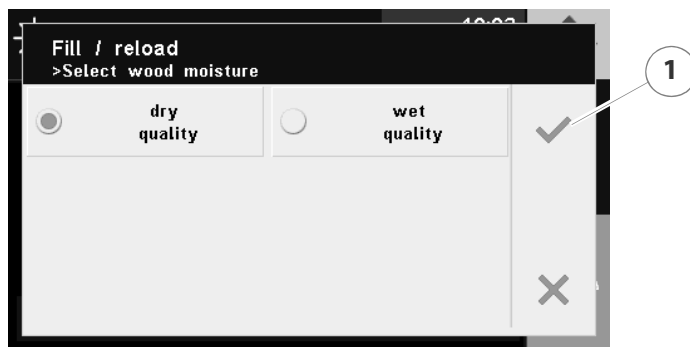 Fill / reload
>Select wood moisture
1
dry
quality
wet
quality